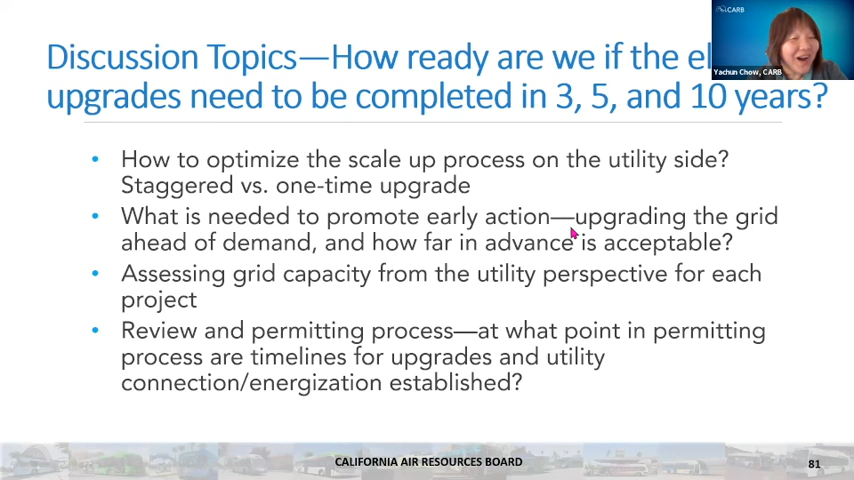 CARB
Discussion Topics—How ready are we if the el
Yachun Chow, CARB
upgrades need to be completed in 3, 5, and 10 years?
• How to optimize the scale up process on the utility side?
Staggered vs. one-time upgrade
• What is needed to promote early action—upgrading the grid
ahead of demand, and how far in advance is acceptable?
• Assessing grid capacity from the utility perspective for each
project
• Review and permitting process—at what point in permitting
process are timelines for upgrades and utility
connection/energization established?
CALIFORNIA AIR RESOURCES BOARD
81